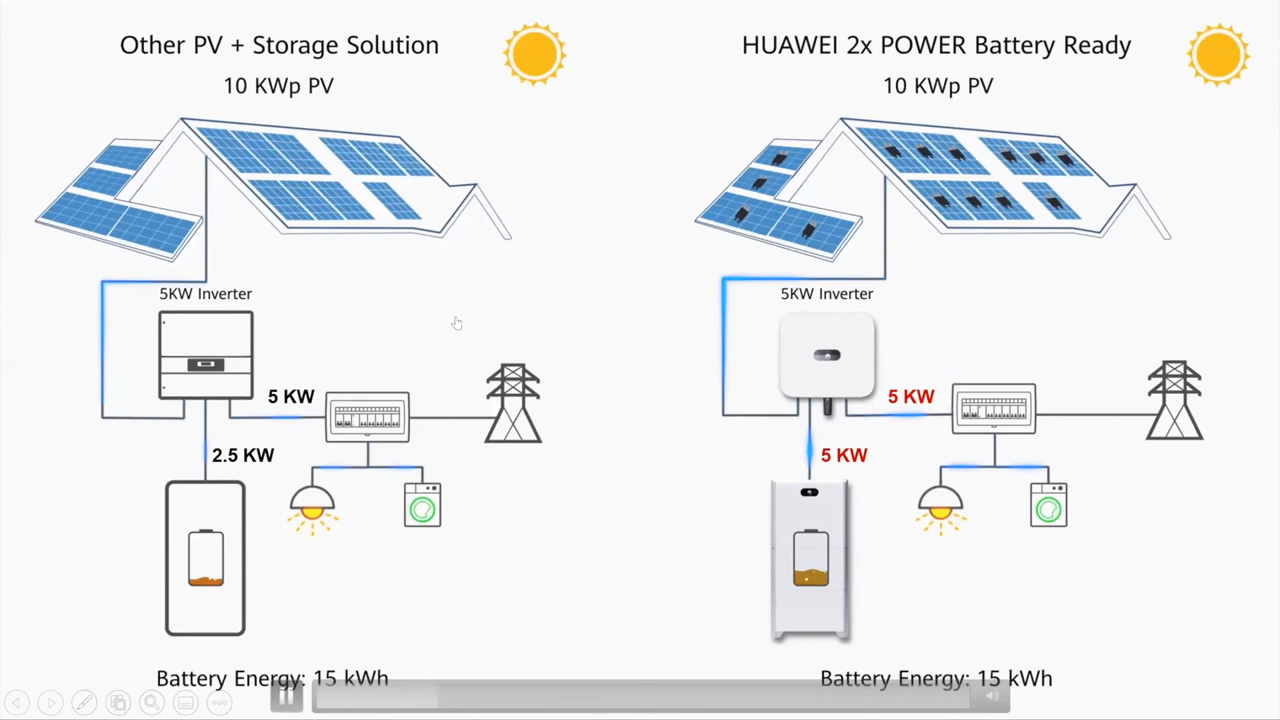 Other PV + Storage Solution
10 KWp PV
5KW Inverter
5 KW
2.5 KW
Battery Energy: 15 kWh
HUAWEI 2x POWER Battery Ready
10 KWp PV
5KW Inverter
5 KW
5 KW
Battery Energy: 15 kWh